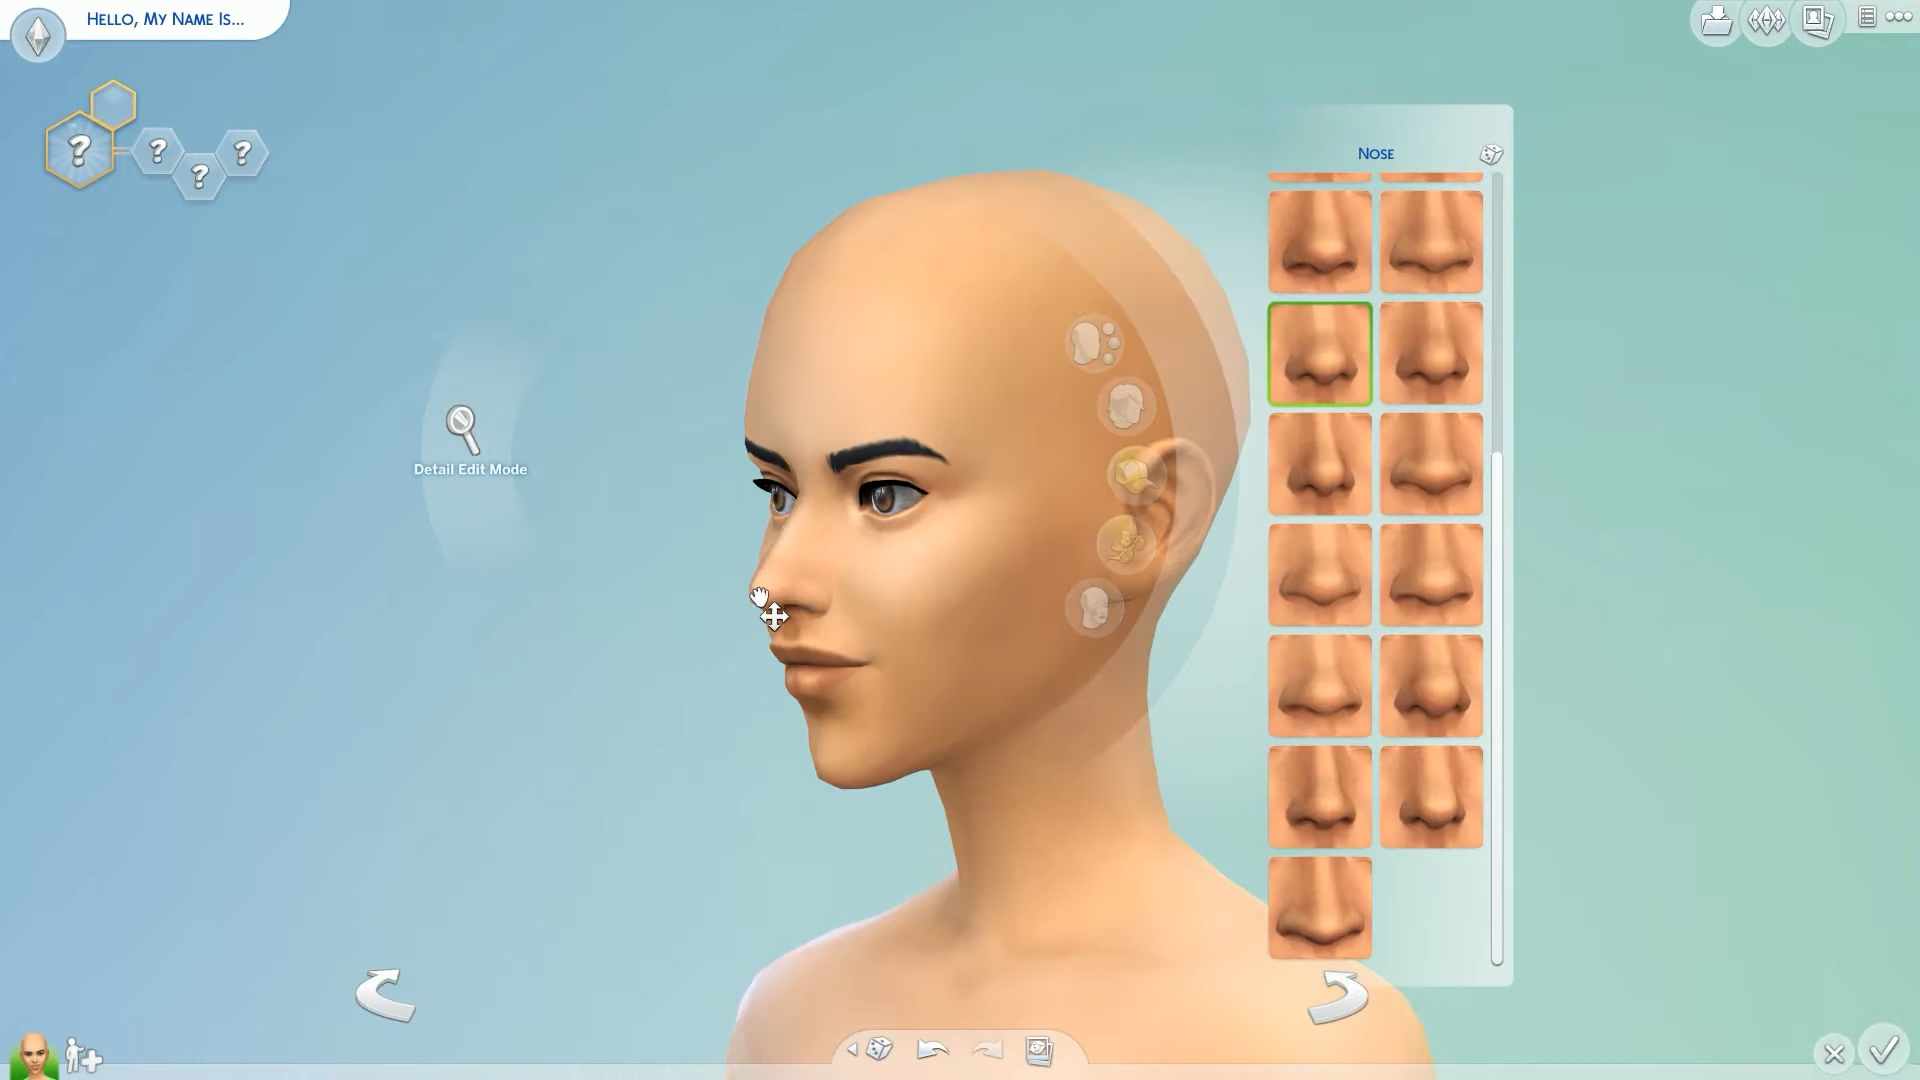 Hello, My Name Is...
? ? ? ?
Nose
Detail Edit Mode